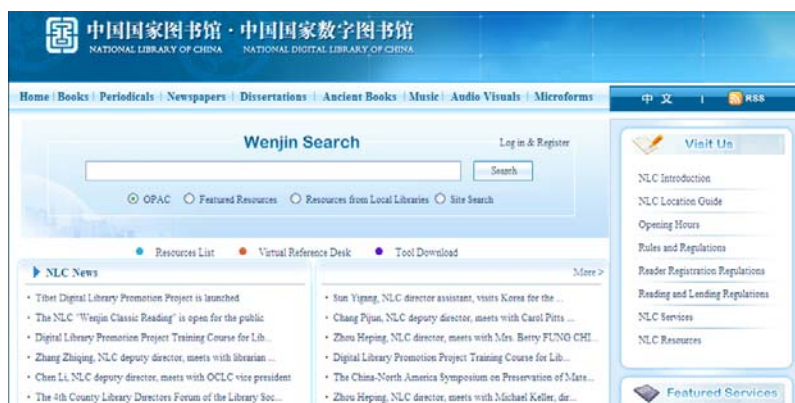 中国国家图书馆·中国国家数字图书馆
NATIONAL LIBRARY OF CHINA NATIONAL DIGITAL LIBRARY OF CHINA
Home | Books | Periodicals | Newspapers | Dissertations | Ancient Books | Music | Audio Visuals | Microforms
中 文 | RSS
Wenjin Search
Log in & Register
Search
OPAC Featured Resources Resources from Local Libraries Site Search
Resources List Virtual Reference Desk Tool Download
NLC News
More >
Tibet Digital Library Promotion Project is launched
The NLC "Wenjin Classic Reading" is open for the public
Digital Library Promotion Project Training Course for Lib...
Zhang Zhiqing, NLC deputy director, meets with librarian ...
Chen Li, NLC deputy director, meets with OCLC vice president
The 4th County Library Directors Forum of the Library Soc...
Sun Yigang, NLC director assistant, visits Korea for the ...
Chang Pijun, NLC deputy director, meets with Carol Pitts ...
Zhou Heping, NLC director, meets with Mrs. Betty FUNG CHI...
Digital Library Promotion Project Training Course for Lib...
The China-North America Symposium on Preservation of Mate...
Zhou Heping, NLC director, meets with Michael Keller, dir...
Visit Us
NLC Introduction
NLC Location Guide
Opening Hours
Rules and Regulations
Reader Registration Regulations
Reading and Lending Regulations
NLC Services
NLC Resources
Featured Services